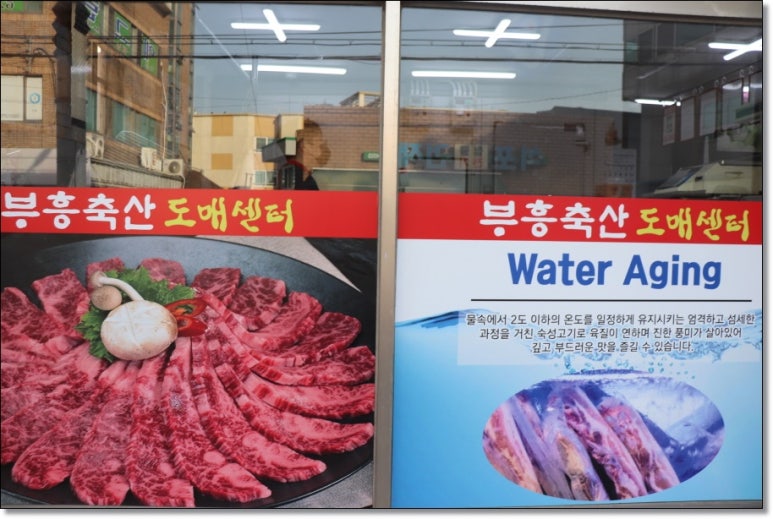 부흥축산 도매센터
부흥축산 도매센터
Water Aging
물속에서 2도 이하의 온도를 일정하게 유지시키는 엄격하고 섬세한
과정을 거친 숙성고기로 육질이 연하며 진한 풍미가 살아있어
깊고 부드러운 맛을 즐길 수 있습니다.